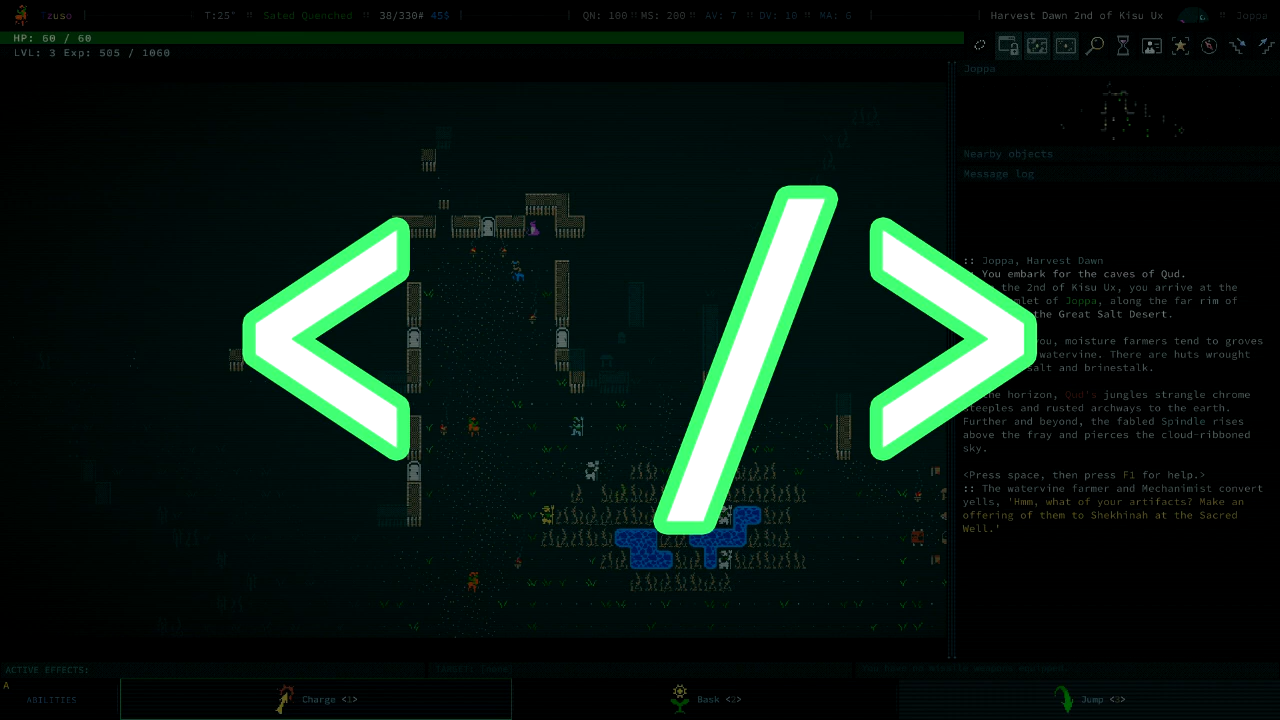 Tzuso T:25° Sated Quenched 38/330# 45$ QN: 100 MS: 200 AV: 7 DV: 10 MA: 6 Harvest Dawn 2nd of Kisu Ux Joppa
HP: 60 / 60
LVL: 3 Exp: 505 / 1060
Joppa
Nearby objects
Message log
</>
:: Joppa, Harvest Dawn
You embark for the caves of Qud.
the 2nd of Kisu Ux, you arrive at the
of Joppa, along the far rim of
the Great Salt Desert.
moisture farmers tend to groves
watervine. There are huts wrought
salt and brinestalk.
horizon, Qud's jungles strangle chrome
steeples and rusted archways to the earth.
Further and beyond, the fabled Spindle rises
above the fray and pierces the cloud-ribboned
sky.
<Press space, then press F1 for help.>
:: The watervine farmer and Mechanimist convert
yells, 'Hmm, what of your artifacts? Make an
offering of them to Shekhinah at the Sacred
Well.'
ACTIVE EFFECTS:
A
ABILITIES Charge <1> Bask <2> Jump <3>